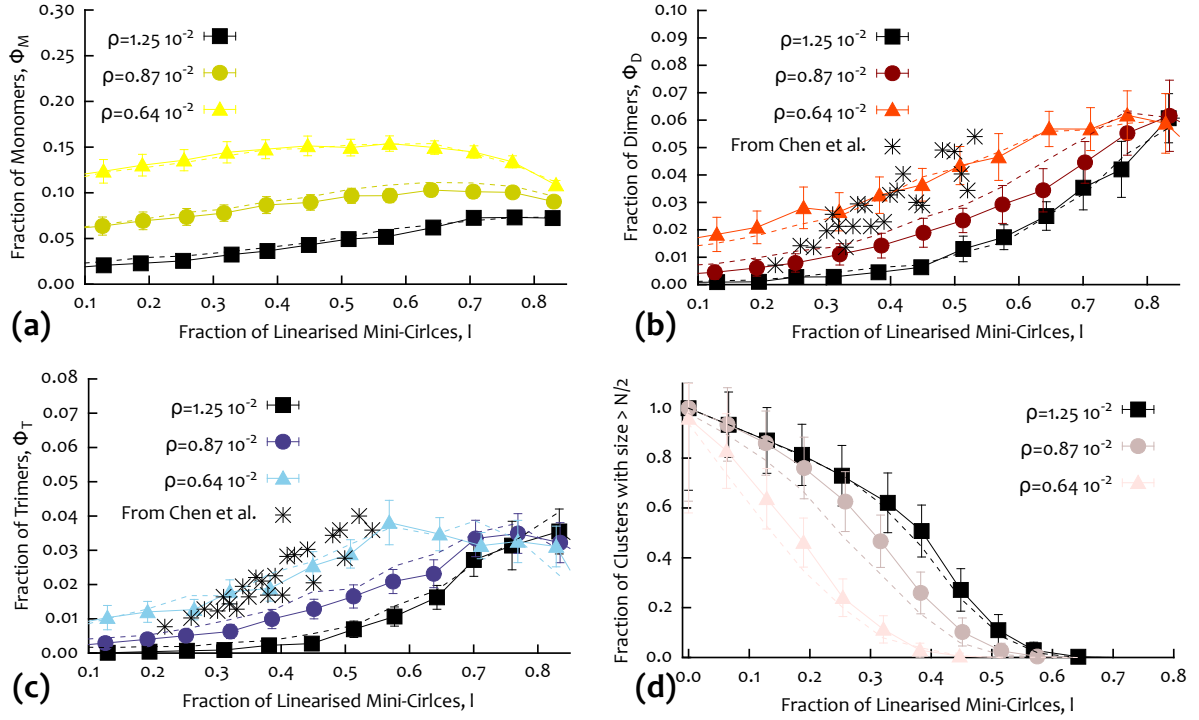 0.30
0.25
0.20
0.15
0.10
0.05
0.00
Fraction of Monomers, Φ_M
ρ=1.25 10⁻²
ρ=0.87 10⁻²
ρ=0.64 10⁻²
0.1 0.2 0.3 0.4 0.5 0.6 0.7 0.8
Fraction of Linearised Mini-Cirlces, l
(a)
0.10
0.09
0.08
0.07
0.06
0.05
0.04
0.03
0.02
0.01
0.00
Fraction of Dimers, Φ_D
ρ=1.25 10⁻²
ρ=0.87 10⁻²
ρ=0.64 10⁻²
From Chen et al.
0.1 0.2 0.3 0.4 0.5 0.6 0.7 0.8
Fraction of Linearised Mini-Cirlces, l
(b)
0.08
0.07
0.06
0.05
0.04
0.03
0.02
0.01
0.00
Fraction of Trimers, Φ_T
ρ=1.25 10⁻²
ρ=0.87 10⁻²
ρ=0.64 10⁻²
From Chen et al.
0.1 0.2 0.3 0.4 0.5 0.6 0.7 0.8
Fraction of Linearised Mini-Cirlces, l
(c)
1.0
0.8
0.6
0.4
0.2
0.0
Fraction of Clusters with size > N/2
ρ=1.25 10⁻²
ρ=0.87 10⁻²
ρ=0.64 10⁻²
0.0 0.1 0.2 0.3 0.4 0.5 0.6 0.7 0.8
Fraction of Linearised Mini-Cirlces, l
(d)